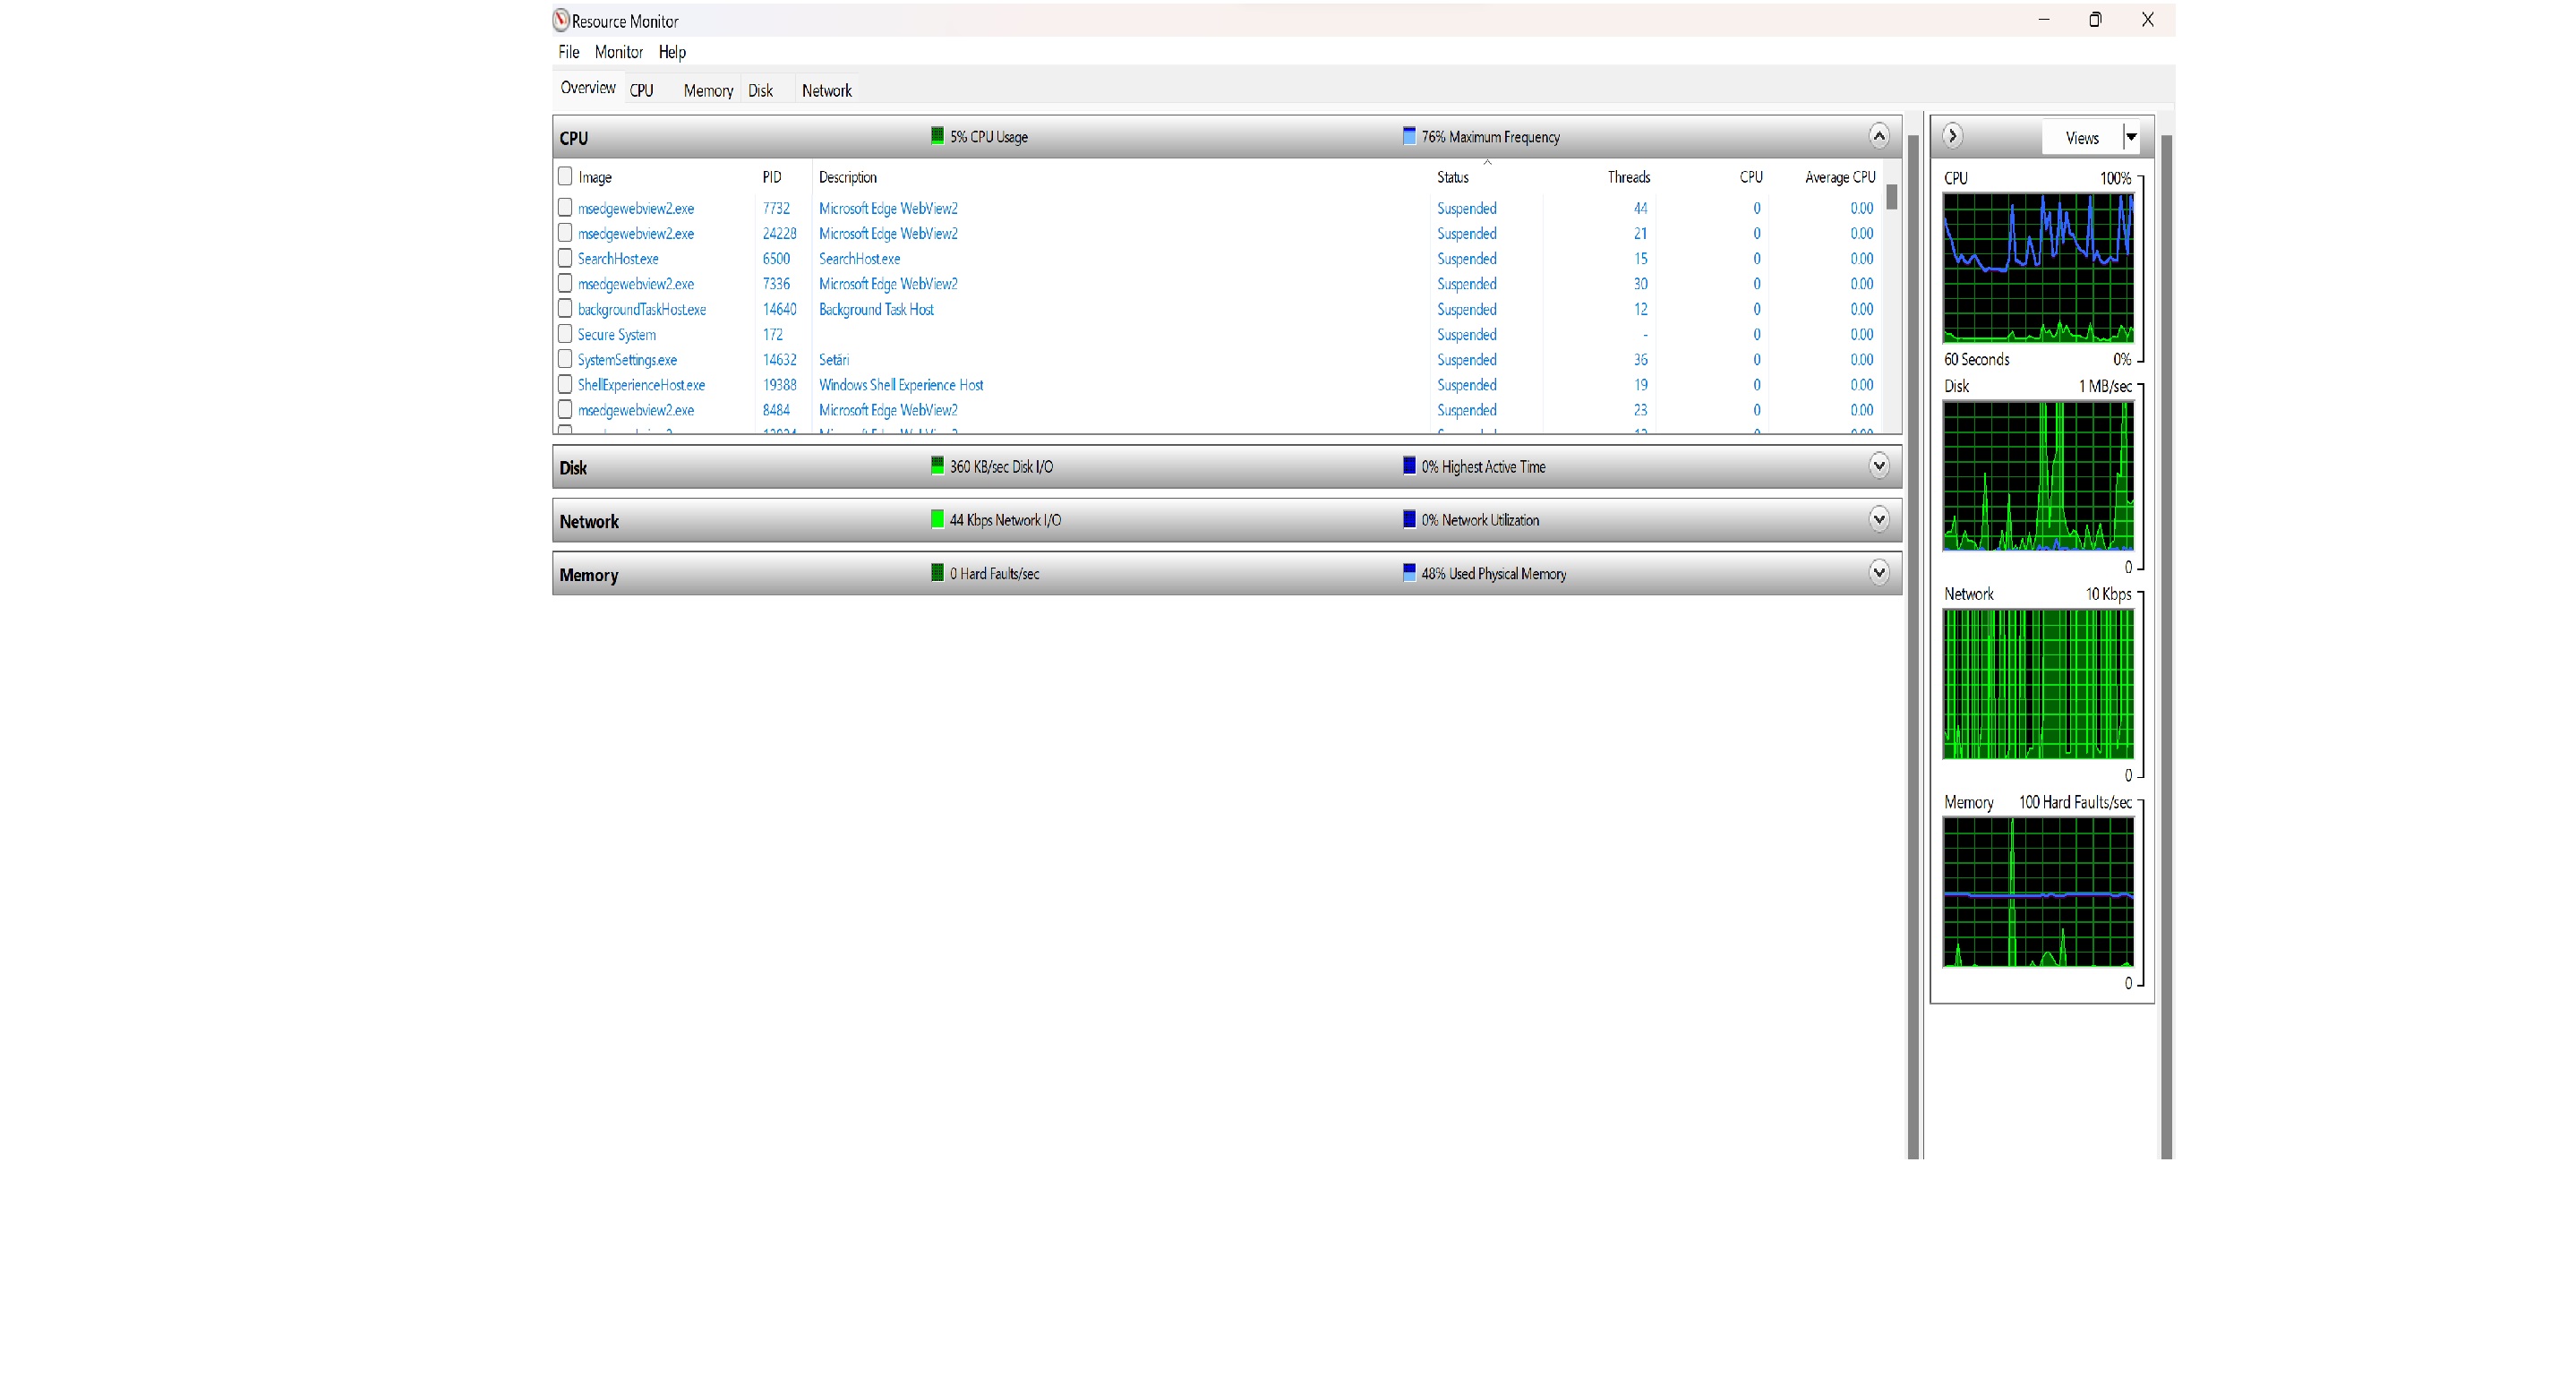 Resource Monitor
File Monitor Help
Overview CPU Memory Disk Network
CPU 5% CPU Usage 76% Maximum Frequency
Image PID Description Status Threads CPU Average CPU
msedgewebview2.exe 7732 Microsoft Edge WebView2 Suspended 44 0 0.00
msedgewebview2.exe 24228 Microsoft Edge WebView2 Suspended 21 0 0.00
SearchHost.exe 6500 SearchHost.exe Suspended 15 0 0.00
msedgewebview2.exe 7336 Microsoft Edge WebView2 Suspended 30 0 0.00
backgroundTaskHost.exe 14640 Background Task Host Suspended 12 0 0.00
Secure System 172 Suspended - 0 0.00
SystemSettings.exe 14632 Setări Suspended 36 0 0.00
ShellExperienceHost.exe 19388 Windows Shell Experience Host Suspended 19 0 0.00
msedgewebview2.exe 8484 Microsoft Edge WebView2 Suspended 23 0 0.00
Disk 360 KB/sec Disk I/O 0% Highest Active Time
Network 44 Kbps Network I/O 0% Network Utilization
Memory 0 Hard Faults/sec 48% Used Physical Memory
Views
CPU 100%
60 Seconds 0%
Disk 1 MB/sec
0
Network 10 Kbps
0
Memory 100 Hard Faults/sec
0